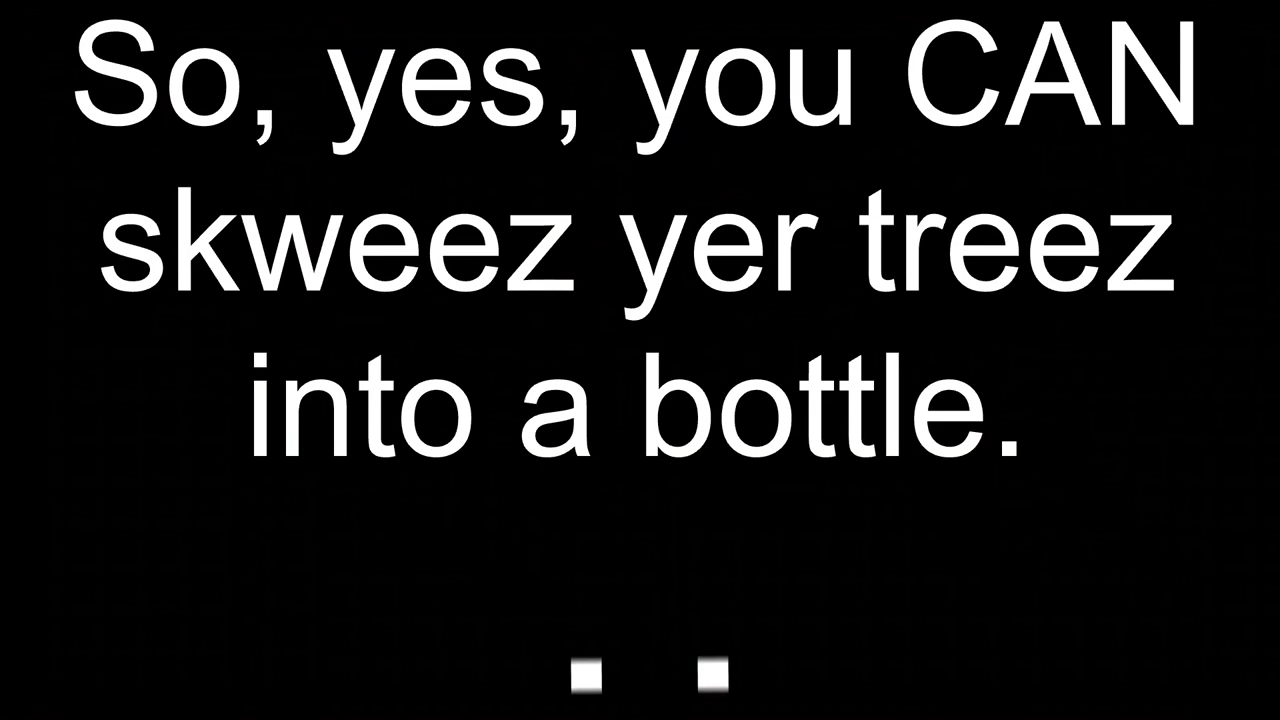 So, yes, you CAN
skweez yer treez
into a bottle.
. .